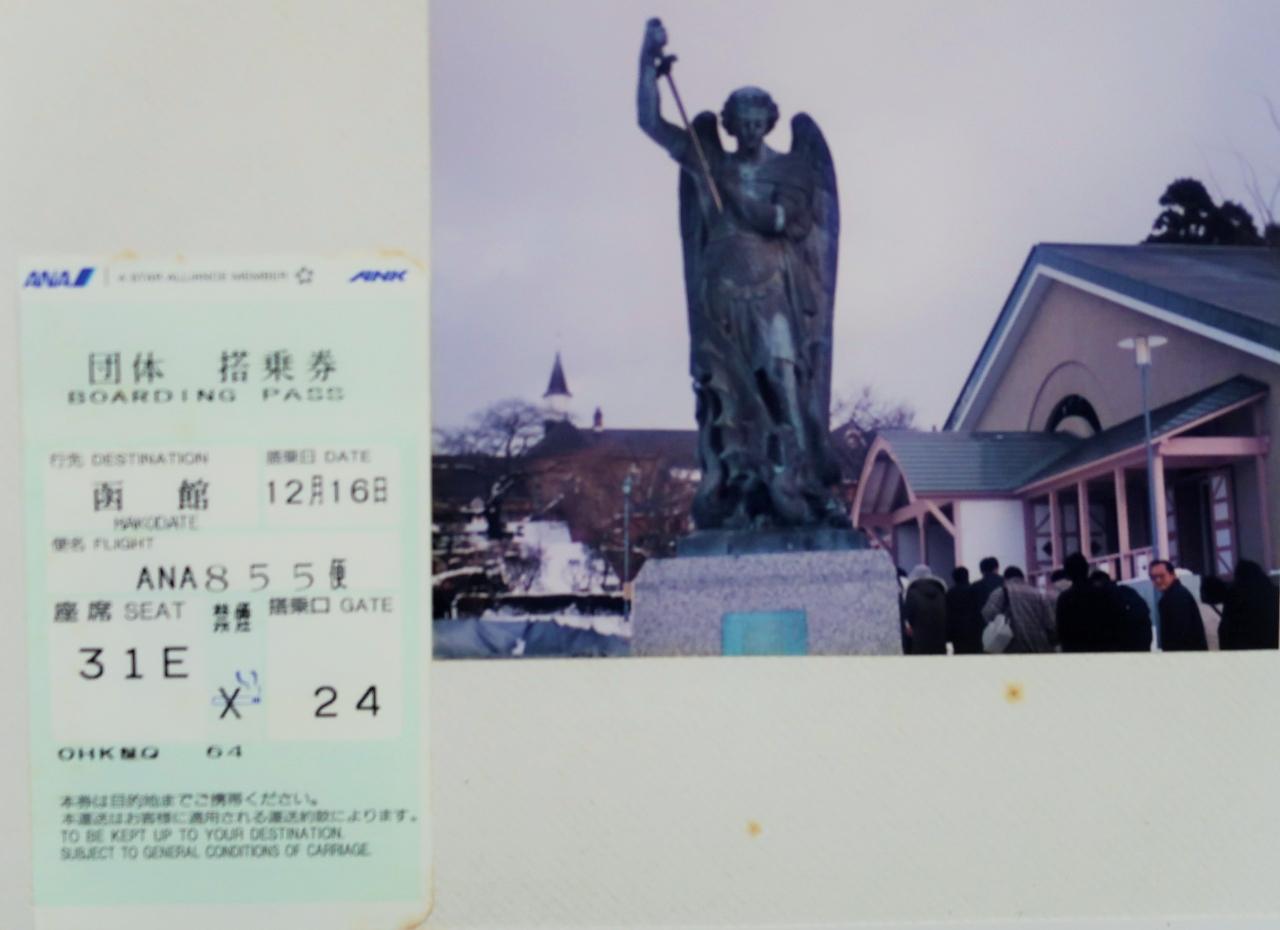 ANA A STAR ALLIANCE MEMBER ANK
団体 搭乗券
BOARDING PASS
行先 DESTINATION 搭乗日 DATE
函館 12月16日
HAKODATE
便名 FLIGHT
ANA855便
座席 SEAT 禁煙 搭乗口 GATE
31E 24
64
本券は目的地までご携帯ください。
本運送はお客様に適用される運送約款によります。
TO BE KEPT UP TO YOUR DESTINATION.
SUBJECT TO GENERAL CONDITIONS OF CARRIAGE.